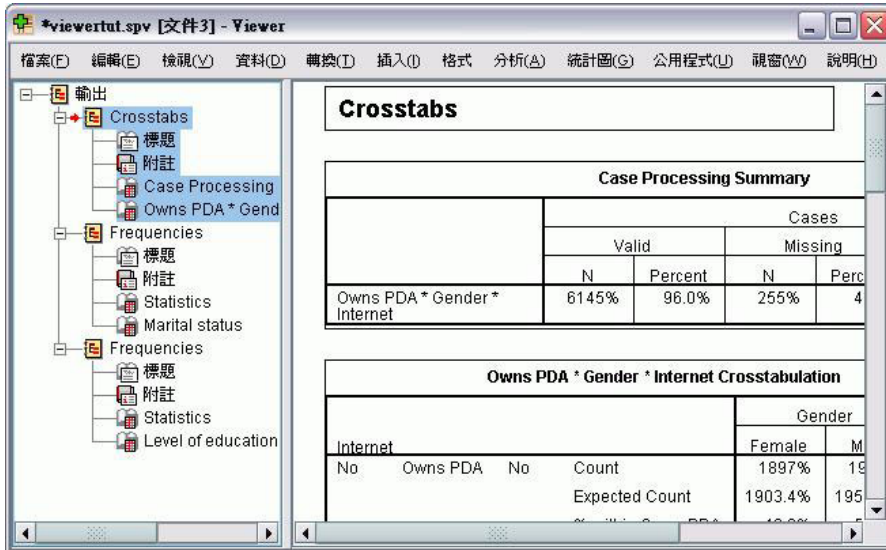 *viewertut.spv [文件3] - Viewer
檔案(F) 編輯(E) 檢視(V) 資料(D) 轉換(T) 插入(I) 格式 分析(A) 統計圖(G) 公用程式(U) 視窗(W) 說明(H)
輸出
Crosstabs
標題
附註
Case Processing
Owns PDA * Gend
Frequencies
標題
附註
Statistics
Marital status
Frequencies
標題
附註
Statistics
Level of education
Crosstabs
Case Processing Summary
Cases
Valid Missing
N Percent N Perc
Owns PDA * Gender * 6145% 96.0% 255% 4
Internet
Owns PDA * Gender * Internet Crosstabulation
Gender
Internet Female M
No Owns PDA No Count 1897% 19
Expected Count 1903.4% 195